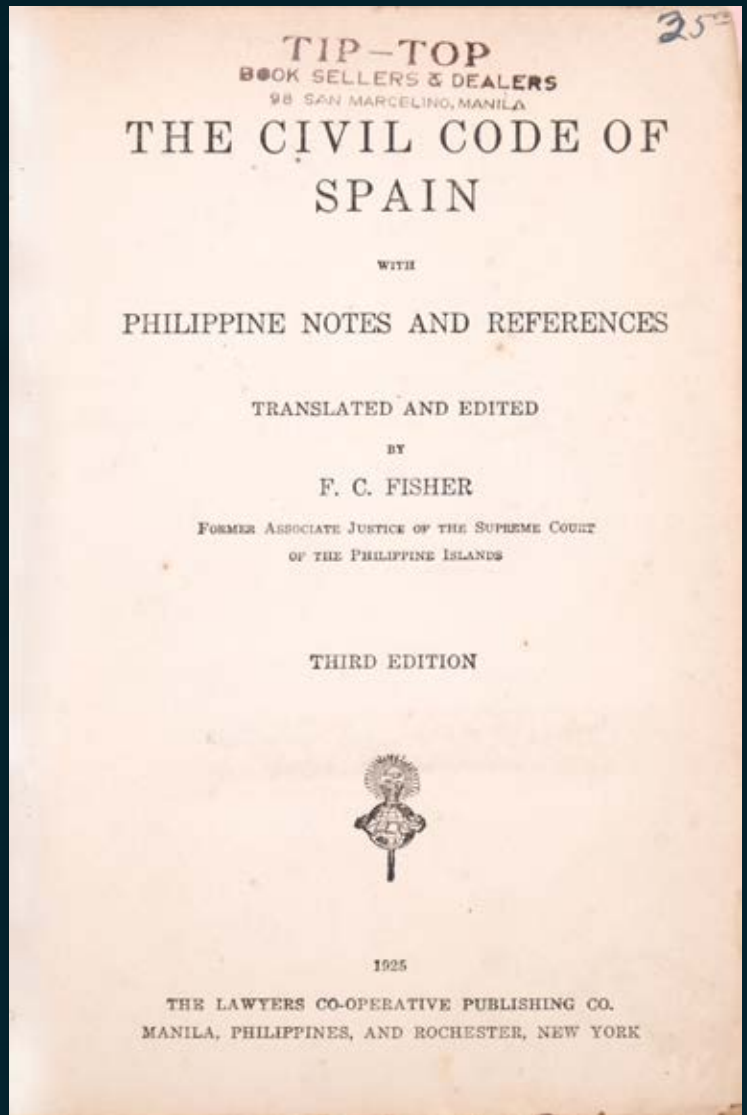 35
TIP-TOP
BOOK SELLERS & DEALERS
98 SAN MARCELINO, MANILA
THE CIVIL CODE OF
SPAIN
WITH
PHILIPPINE NOTES AND REFERENCES
TRANSLATED AND EDITED
BY
F. C. FISHER
FORMER ASSOCIATE JUSTICE OF THE SUPREME COURT
OF THE PHILIPPINE ISLANDS
THIRD EDITION
1925
THE LAWYERS CO-OPERATIVE PUBLISHING CO.
MANILA, PHILIPPINES, AND ROCHESTER, NEW YORK